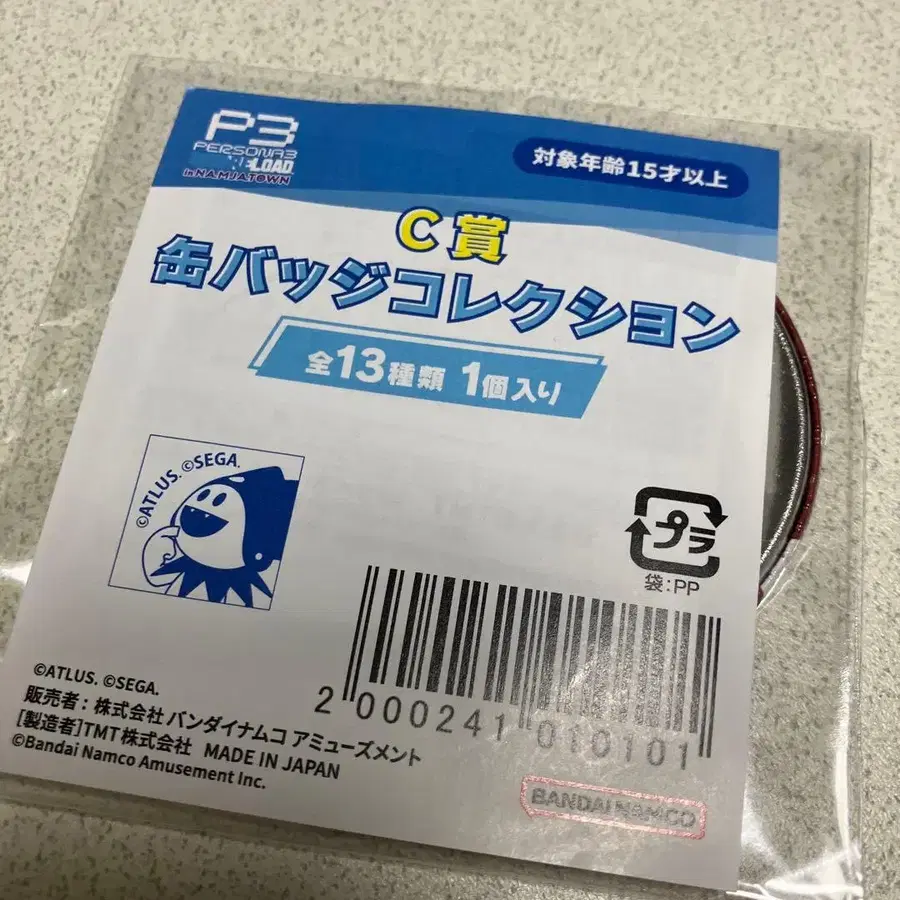 P3
PERSONA3
RELOAD
in NAMJATOWN
対象年齢15才以上
C賞
缶バッジコレクション
全13種類 1個入り
©ATLUS. ©SEGA.
プラ
袋:PP
2 000241 010101
©ATLUS. ©SEGA.
販売者:株式会社バンダイナムコ アミューズメント
[製造者]TMT株式会社 MADE IN JAPAN
©Bandai Namco Amusement Inc.
BANDAI NAMCO